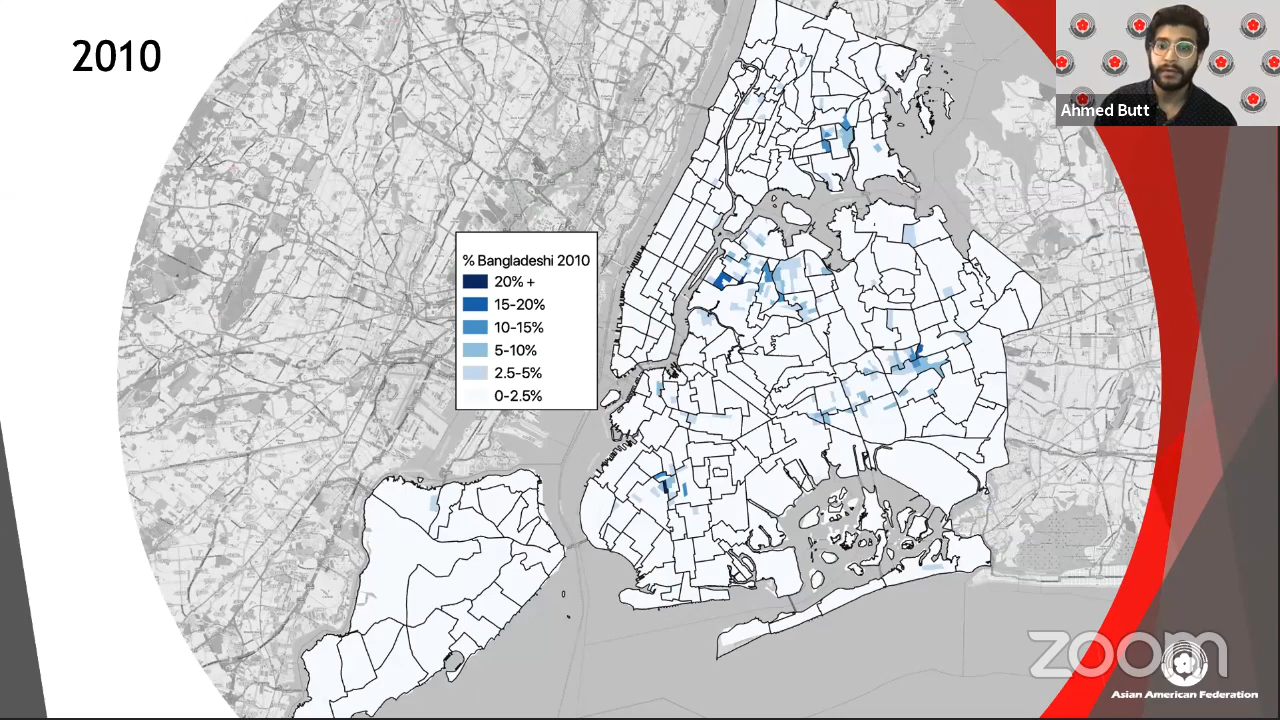 2010
Ahmed Butt
% Bangladeshi 2010
20% +
15-20%
10-15%
5-10%
2.5-5%
0-2.5%
zoom
Asian American Federation